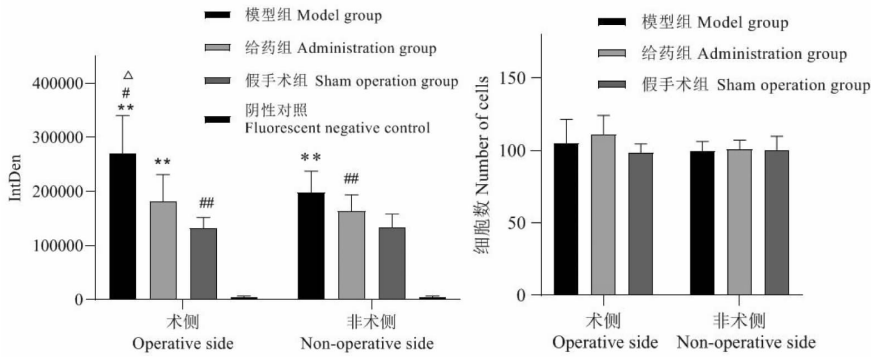 模型组 Model group
给药组 Administration group
假手术组 Sham operation group
阴性对照
Fluorescent negative control
IntDen
400000
300000
200000
100000
0
△
#
**
**
##
**
##
术侧
Operative side
非术侧
Non-operative side
模型组 Model group
给药组 Administration group
假手术组 Sham operation group
细胞数 Number of cells
150
100
50
0
术侧
Operative side
非术侧
Non-operative side